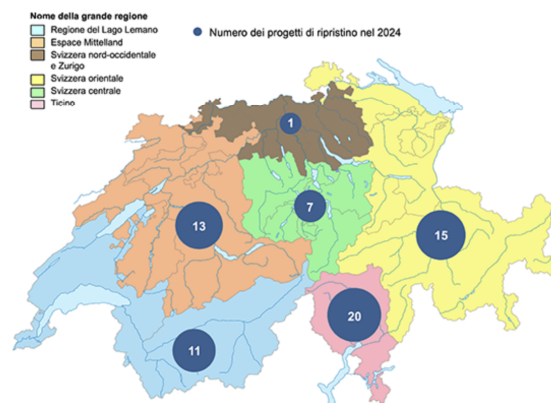 Nome della grande regione
Regione del Lago Lemano
Espace Mittelland
Svizzera nord-occidentale
e Zurigo
Svizzera orientale
Svizzera centrale
Ticino
Numero dei progetti di ripristino nel 2024
1
7
13
15
20
11